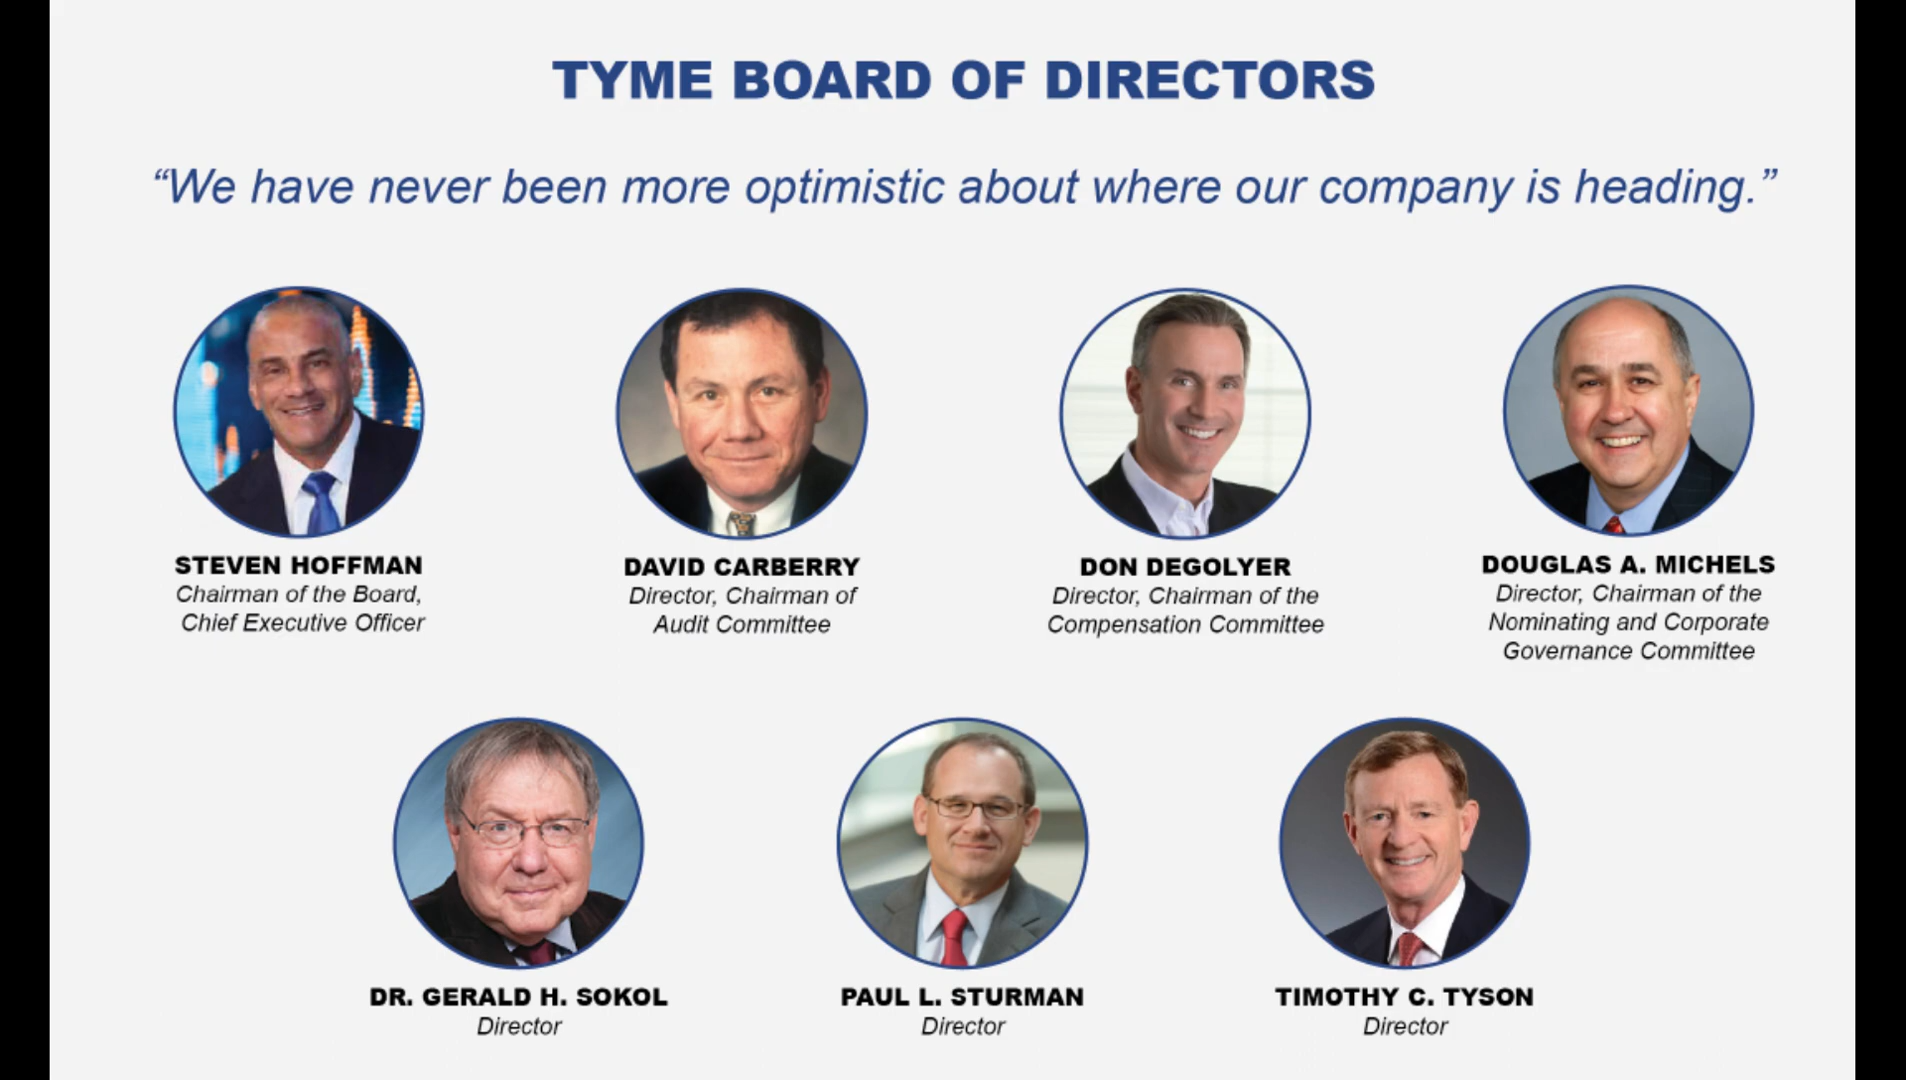 TYME BOARD OF DIRECTORS
“We have never been more optimistic about where our company is heading.”
STEVEN HOFFMAN
Chairman of the Board,
Chief Executive Officer
DAVID CARBERRY
Director, Chairman of
Audit Committee
DON DEGOLYER
Director, Chairman of the
Compensation Committee
DOUGLAS A. MICHELS
Director, Chairman of the
Nominating and Corporate
Governance Committee
DR. GERALD H. SOKOL
Director
PAUL L. STURMAN
Director
TIMOTHY C. TYSON
Director